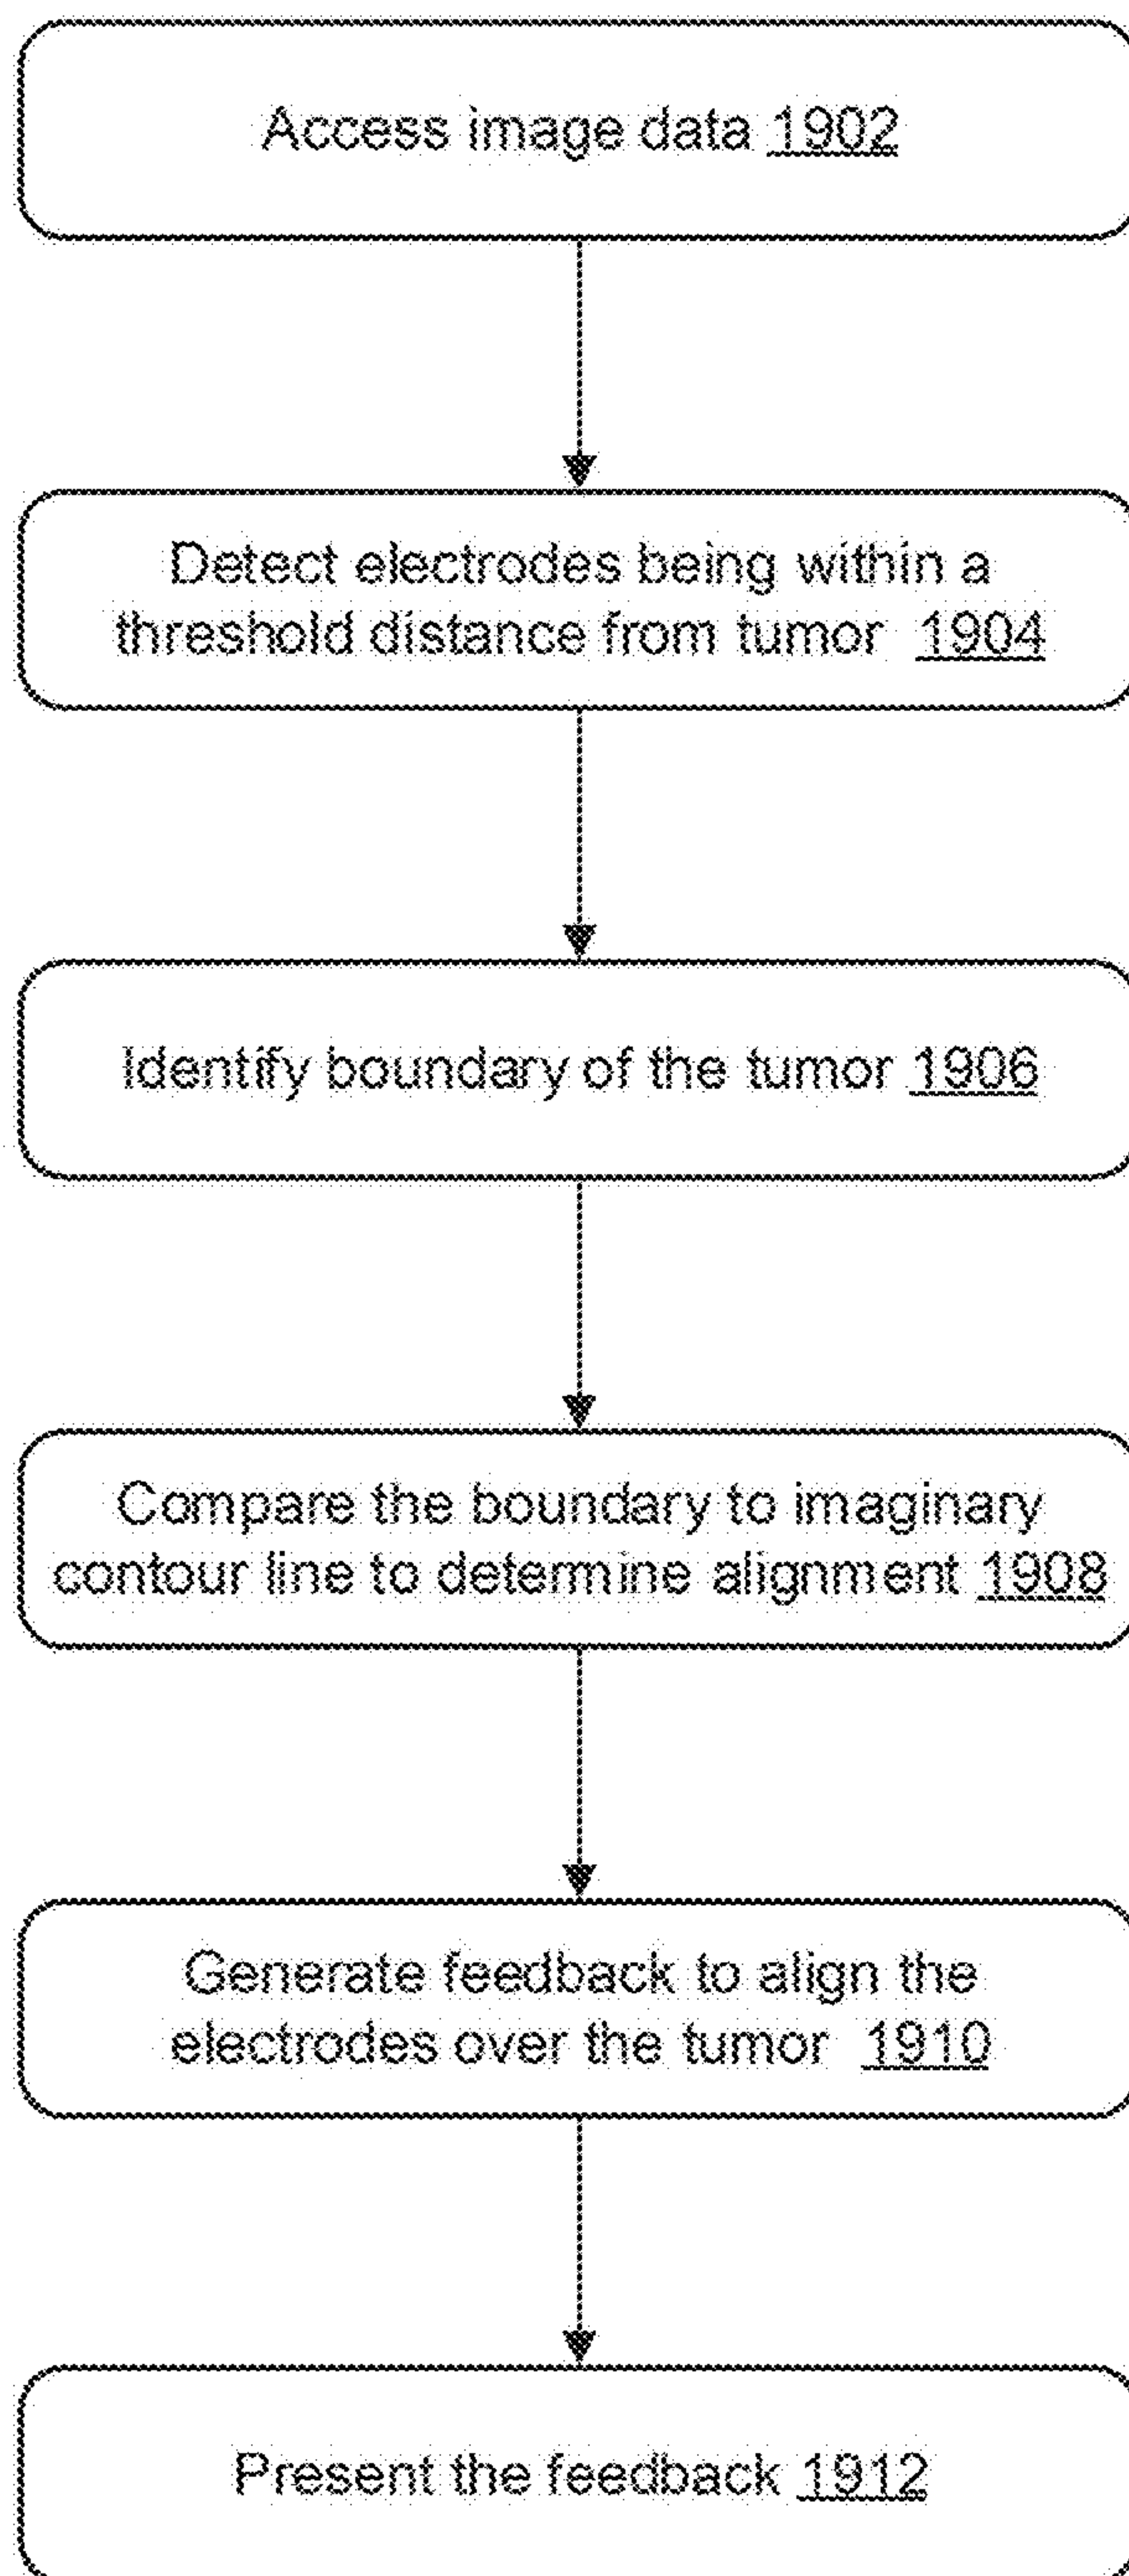 Access image data 1902
Detect electrodes being within a
threshold distance from tumor 1904
Identify boundary of the tumor 1906
Compare the boundary to imaginary
contour line to determine alignment 1908
Generate feedback to align the
electrodes over the tumor 1910
Present the feedback 1912